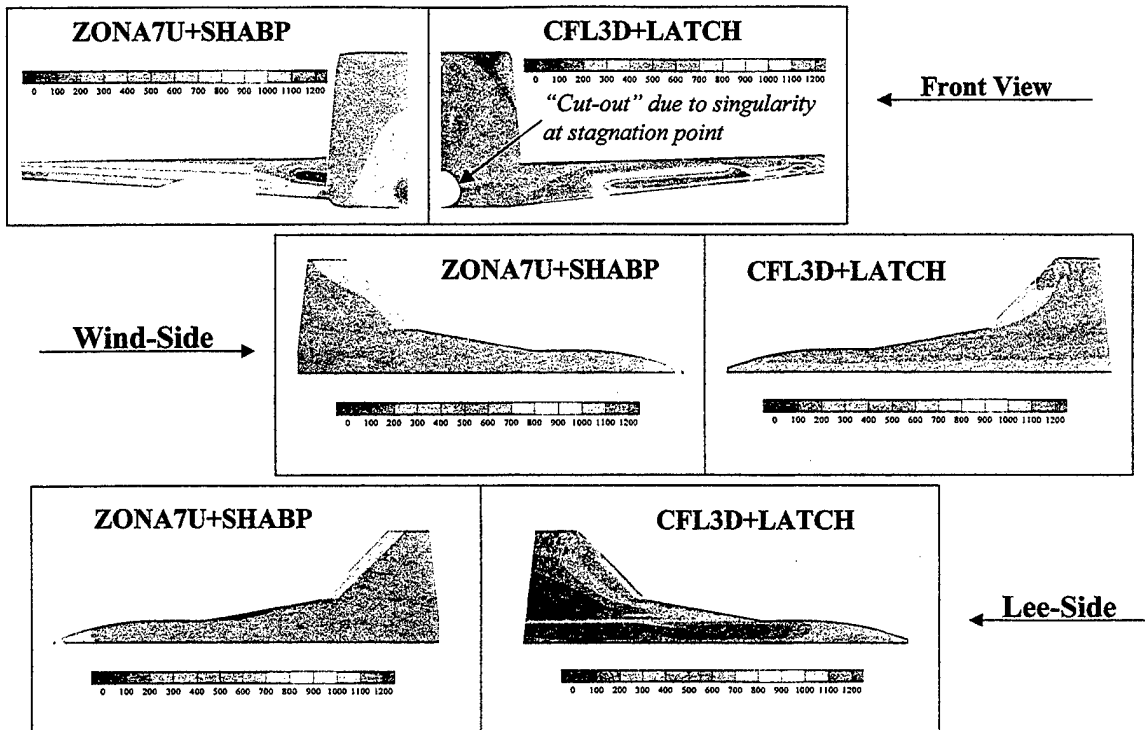 ZONA7U+SHABP
CFL3D+LATCH
0 100 200 300 400 500 600 700 800 900 1000 1100 1200
0 100 200 300 400 500 600 700 800 900 1000 1100 1200
Front View
"Cut-out" due to singularity
at stagnation point
ZONA7U+SHABP
CFL3D+LATCH
Wind-Side
0 100 200 300 400 500 600 700 800 900 1000 1100 1200
0 100 200 300 400 500 600 700 800 900 1000 1100 1200
ZONA7U+SHABP
CFL3D+LATCH
Lee-Side
0 100 200 300 400 500 600 700 800 900 1000 1100 1200
0 100 200 300 400 500 600 700 800 900 1000 1100 1200